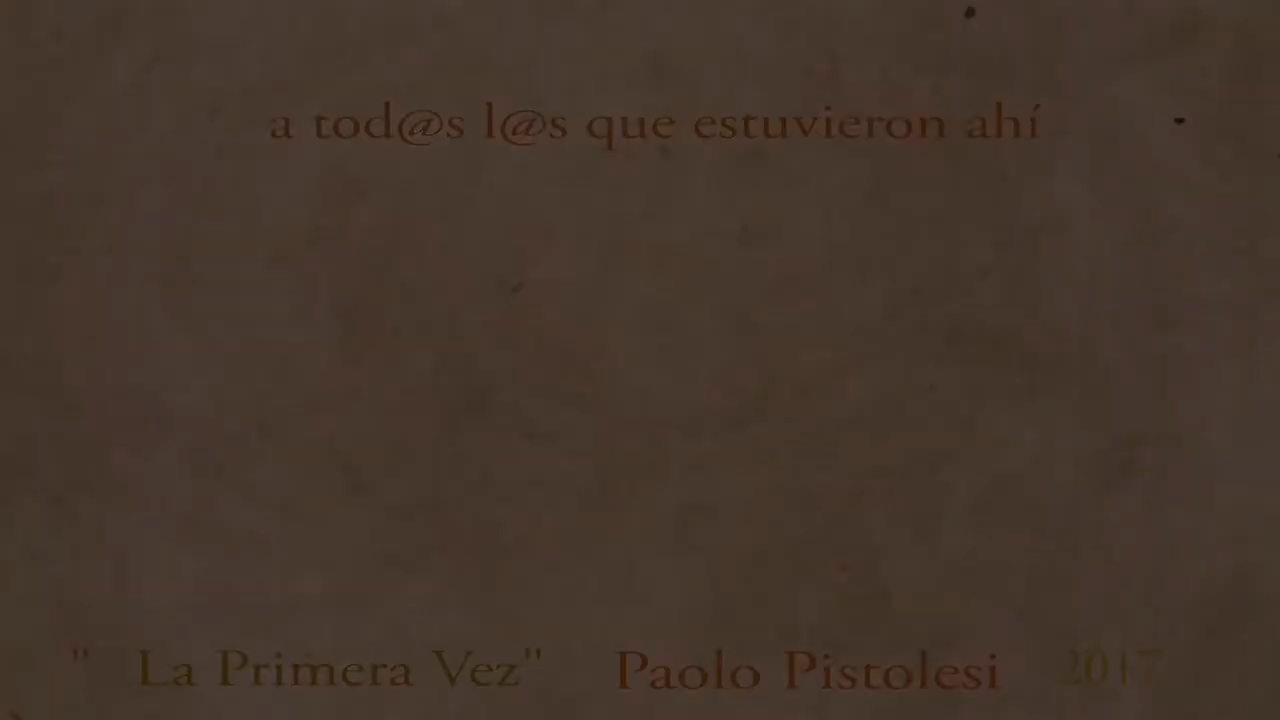 a tod@s l@s que estuvieron ahí
" La Primera Vez" Paolo Pistolesi 2017